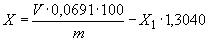 X = V·0,0691·100 / m − X₁·1,3040